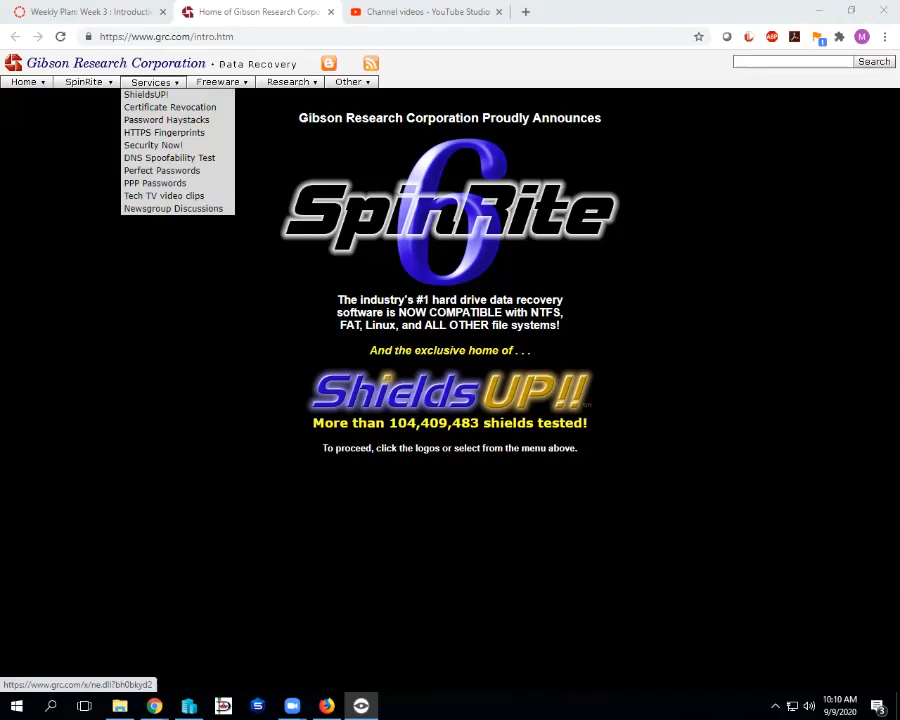 Weekly Plan: Week 3 : Introducti
Home of Gibson Research Corpo
Channel videos - YouTube Studio
https://www.grc.com/intro.htm
ABP
1
M
Gibson Research Corporation · Data Recovery
Search
Home
SpinRite
Services
Freeware
Research
Other
ShieldsUP!
Certificate Revocation
Password Haystacks
HTTPS Fingerprints
Security Now!
DNS Spoofability Test
Perfect Passwords
PPP Passwords
Tech TV video clips
Newsgroup Discussions
Gibson Research Corporation Proudly Announces
6
SpinRite
The industry's #1 hard drive data recovery
software is NOW COMPATIBLE with NTFS,
FAT, Linux, and ALL OTHER file systems!
And the exclusive home of . . .
ShieldsUP!!
More than 104,409,483 shields tested!
To proceed, click the logos or select from the menu above.
https://www.grc.com/x/ne.dll?bh0bkyd2
10:10 AM
9/9/2020
3